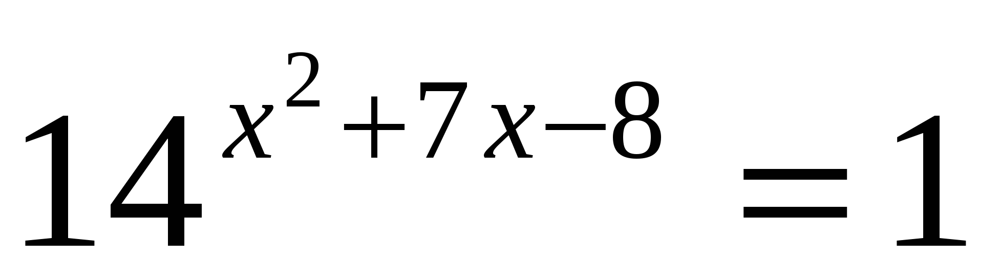 14^{x^2+7x−8} = 1